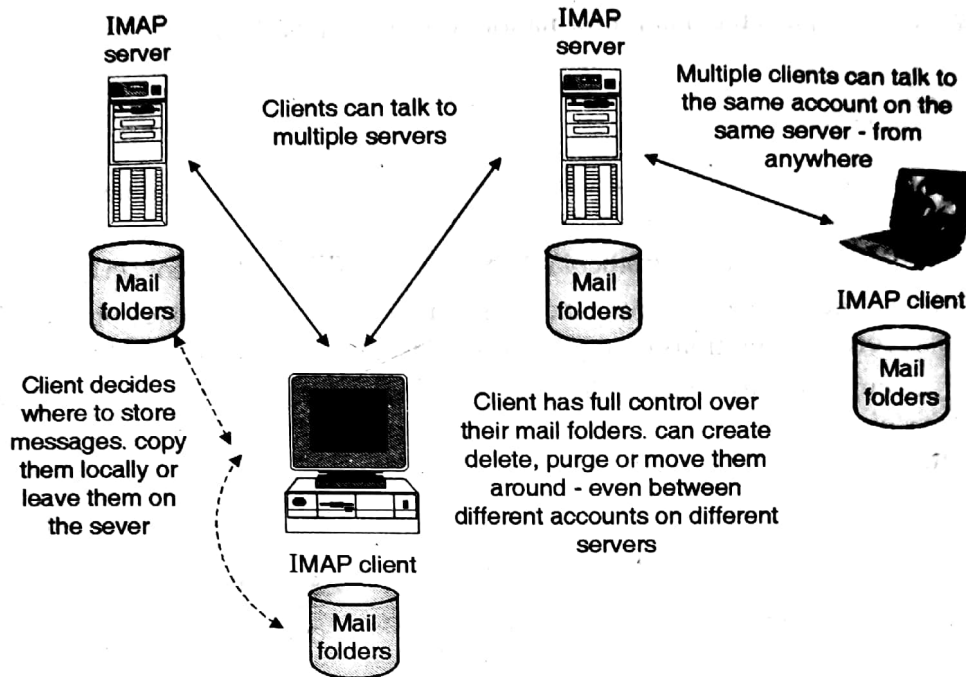 IMAP
server
IMAP
server
Clients can talk to
multiple servers
Multiple clients can talk to
the same account on the
same server - from
anywhere
Mail
folders
Mail
folders
IMAP client
Mail
folders
Client decides
where to store
messages. copy
them locally or
leave them on
the sever
Client has full control over
their mail folders. can create
delete, purge or move them
around - even between
different accounts on different
servers
IMAP client
Mail
folders